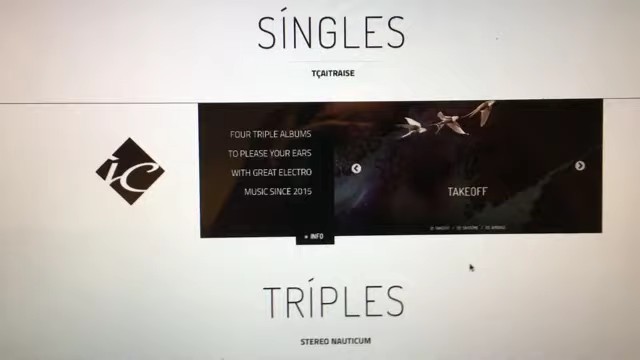 SÍNGLES
TÇAITRAISE
FOUR TRIPLE ALBUMS
TO PLEASE YOUR EARS
WITH GREAT ELECTRO
MUSIC SINCE 2015
iC
TAKEOFF
+ INFO
TRÍPLES
STEREO NAUTICUM